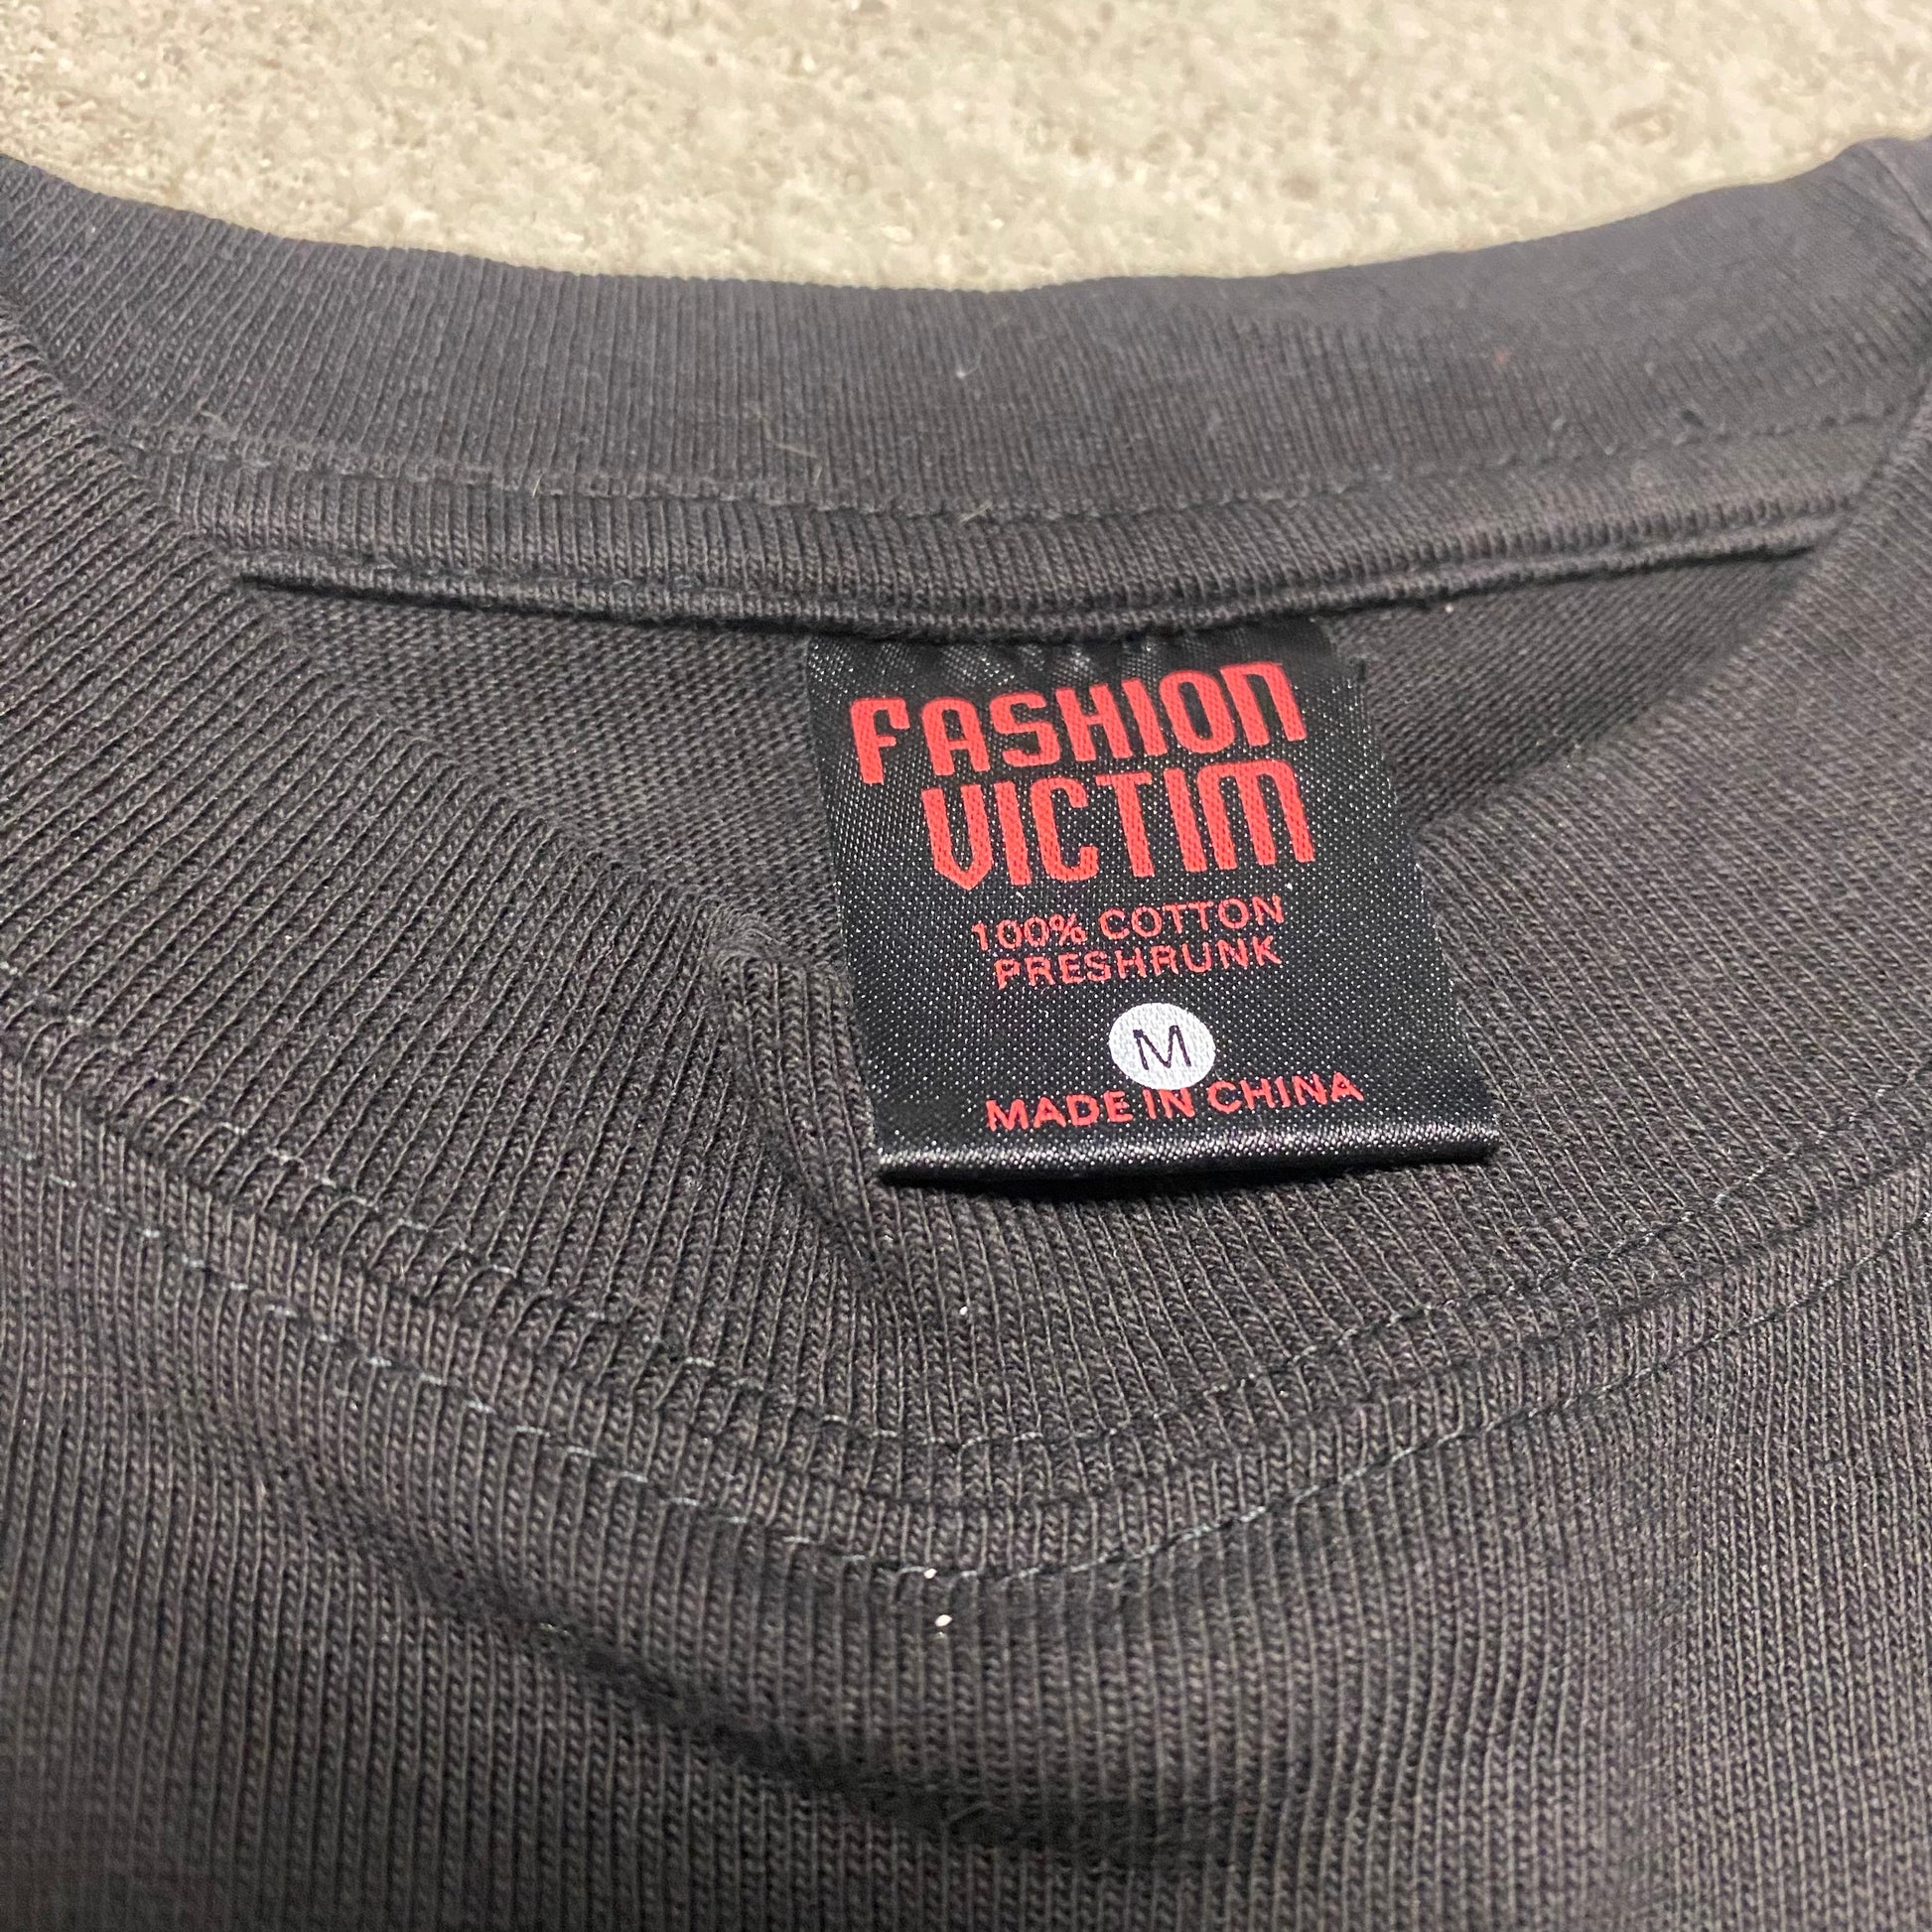 FASHION
VICTIM
100% COTTON
PRESHRUNK
M
MADE IN CHINA